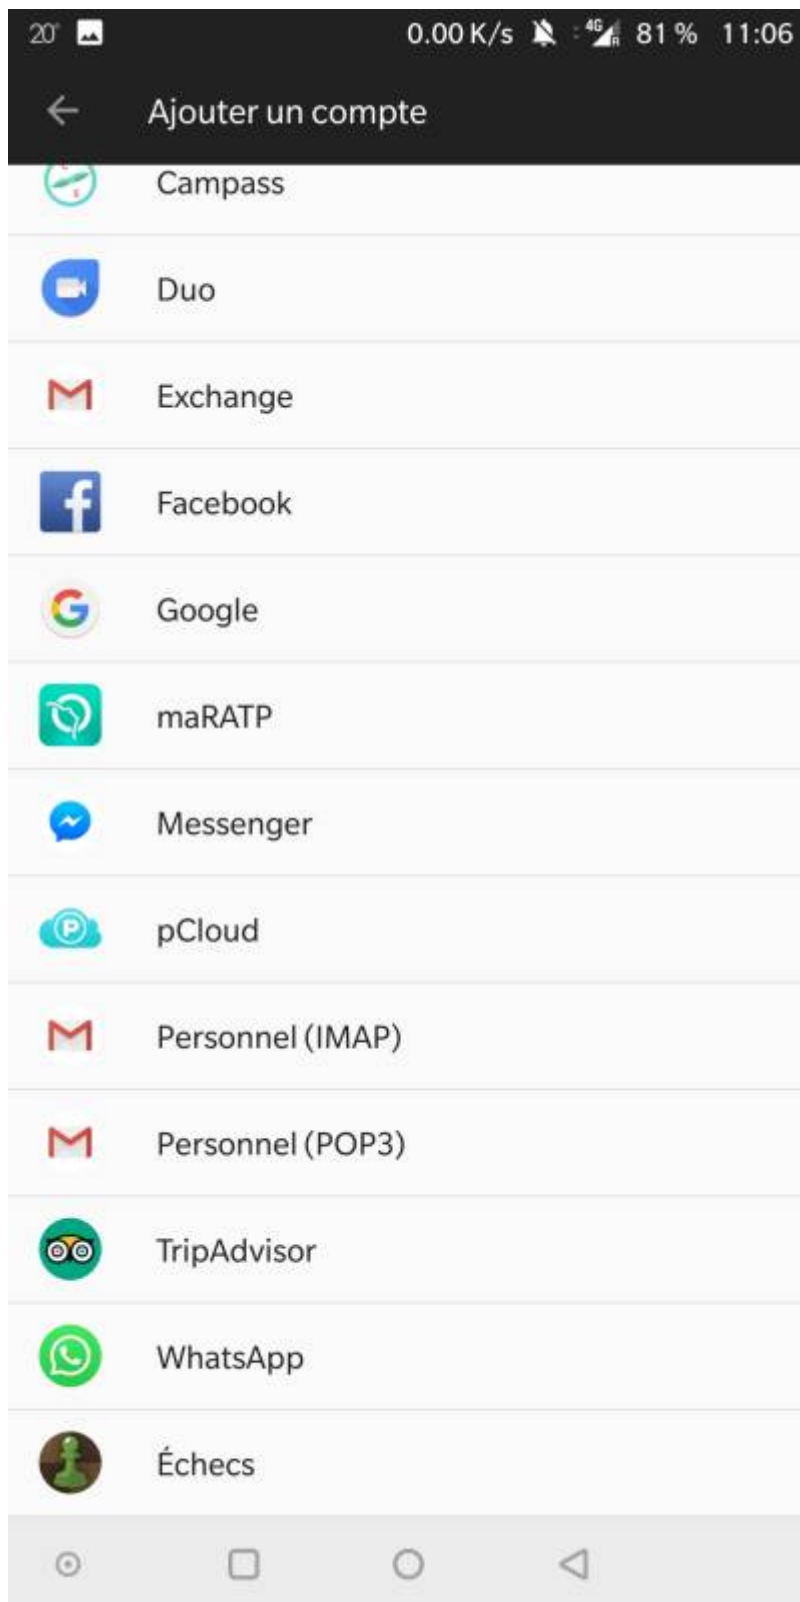 20° 0.00 K/s 4G R 81 % 11:06
Ajouter un compte
Campass
Duo
Exchange
Facebook
Google
maRATP
Messenger
pCloud
Personnel (IMAP)
Personnel (POP3)
TripAdvisor
WhatsApp
Échecs